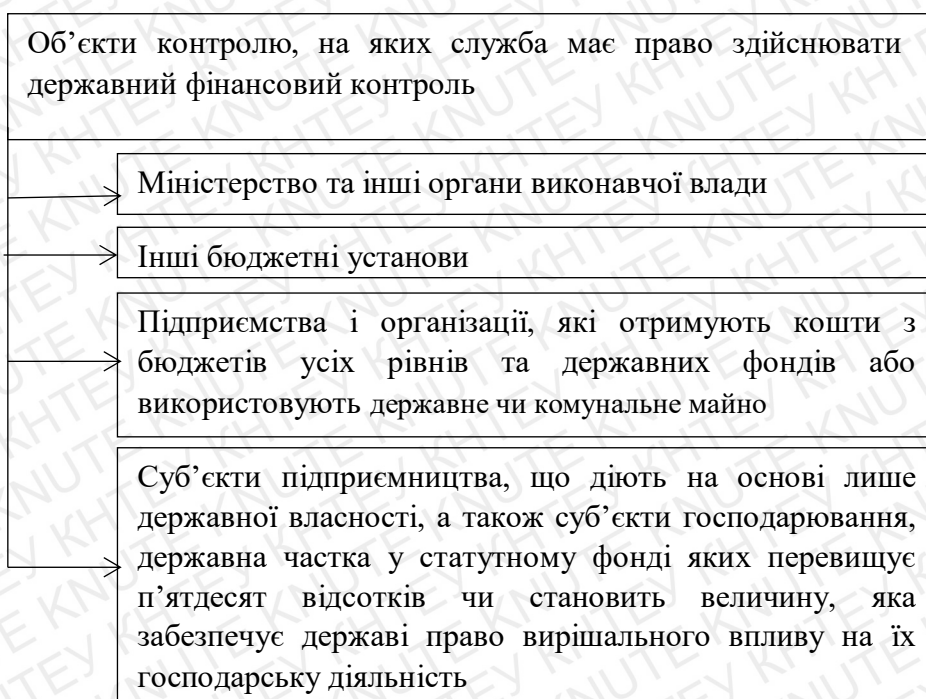 Об’єкти контролю, на яких служба має право здійснювати
державний фінансовий контроль
Міністерство та інші органи виконавчої влади
Інші бюджетні установи
Підприємства і організації, які отримують кошти з
бюджетів усіх рівнів та державних фондів або
використовують державне чи комунальне майно
Суб’єкти підприємництва, що діють на основі лише
державної власності, а також суб’єкти господарювання,
державна частка у статутному фонді яких перевищує
п’ятдесят відсотків чи становить величину, яка
забезпечує державі право вирішального впливу на їх
господарську діяльність